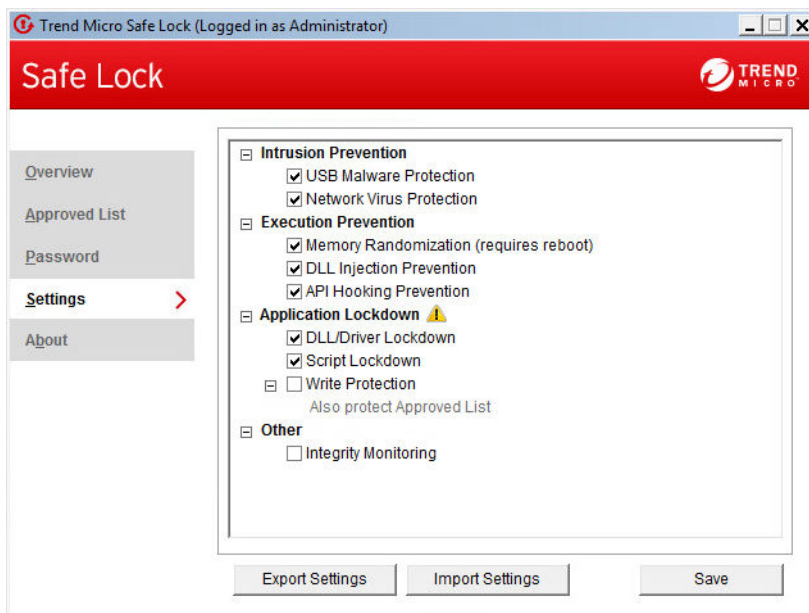 Trend Micro Safe Lock (Logged in as Administrator)
Safe Lock
TREND
MICRO
Overview
Approved List
Password
Settings
About
Intrusion Prevention
USB Malware Protection
Network Virus Protection
Execution Prevention
Memory Randomization (requires reboot)
DLL Injection Prevention
API Hooking Prevention
Application Lockdown
DLL/Driver Lockdown
Script Lockdown
Write Protection
Also protect Approved List
Other
Integrity Monitoring
Export Settings
Import Settings
Save